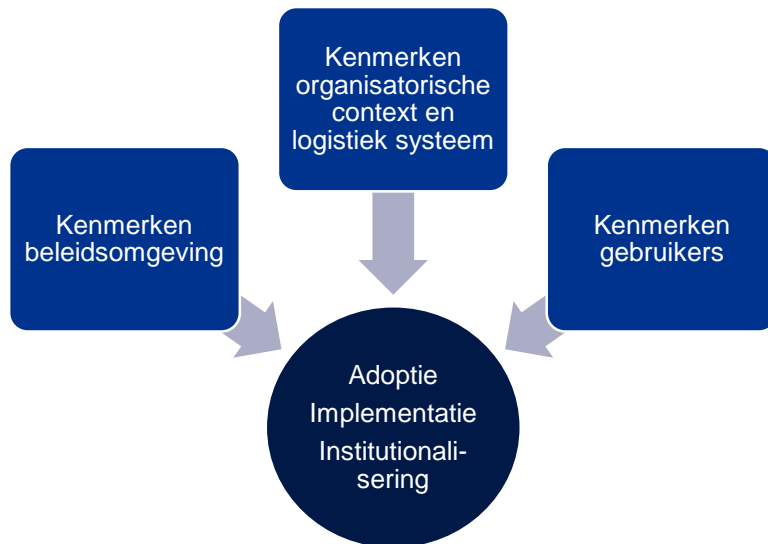 Kenmerken
organisatorische
context en
logistiek systeem
Kenmerken
beleidsomgeving
Kenmerken
gebruikers
Adoptie
Implementatie
Institutionali-
sering